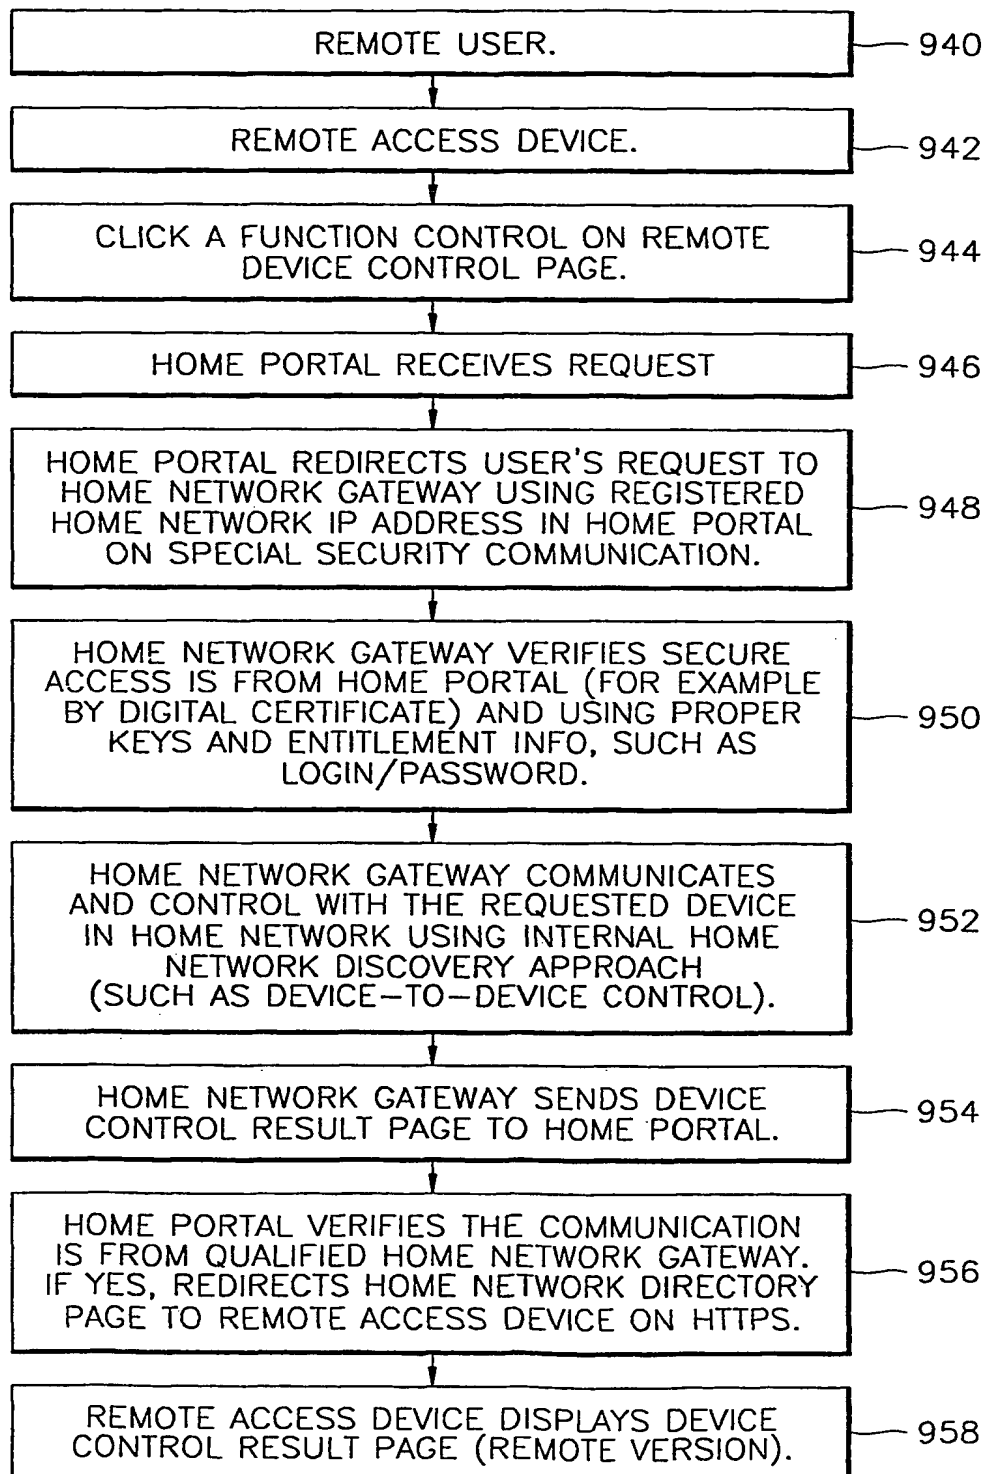 REMOTE USER.
940
REMOTE ACCESS DEVICE.
942
CLICK A FUNCTION CONTROL ON REMOTE
DEVICE CONTROL PAGE.
944
HOME PORTAL RECEIVES REQUEST
946
HOME PORTAL REDIRECTS USER'S REQUEST TO
HOME NETWORK GATEWAY USING REGISTERED
HOME NETWORK IP ADDRESS IN HOME PORTAL
ON SPECIAL SECURITY COMMUNICATION.
948
HOME NETWORK GATEWAY VERIFIES SECURE
ACCESS IS FROM HOME PORTAL (FOR EXAMPLE
BY DIGITAL CERTIFICATE) AND USING PROPER
KEYS AND ENTITLEMENT INFO, SUCH AS
LOGIN/PASSWORD.
950
HOME NETWORK GATEWAY COMMUNICATES
AND CONTROL WITH THE REQUESTED DEVICE
IN HOME NETWORK USING INTERNAL HOME
NETWORK DISCOVERY APPROACH
(SUCH AS DEVICE-TO-DEVICE CONTROL).
952
HOME NETWORK GATEWAY SENDS DEVICE
CONTROL RESULT PAGE TO HOME PORTAL.
954
HOME PORTAL VERIFIES THE COMMUNICATION
IS FROM QUALIFIED HOME NETWORK GATEWAY.
IF YES, REDIRECTS HOME NETWORK DIRECTORY
PAGE TO REMOTE ACCESS DEVICE ON HTTPS.
956
REMOTE ACCESS DEVICE DISPLAYS DEVICE
CONTROL RESULT PAGE (REMOTE VERSION).
958